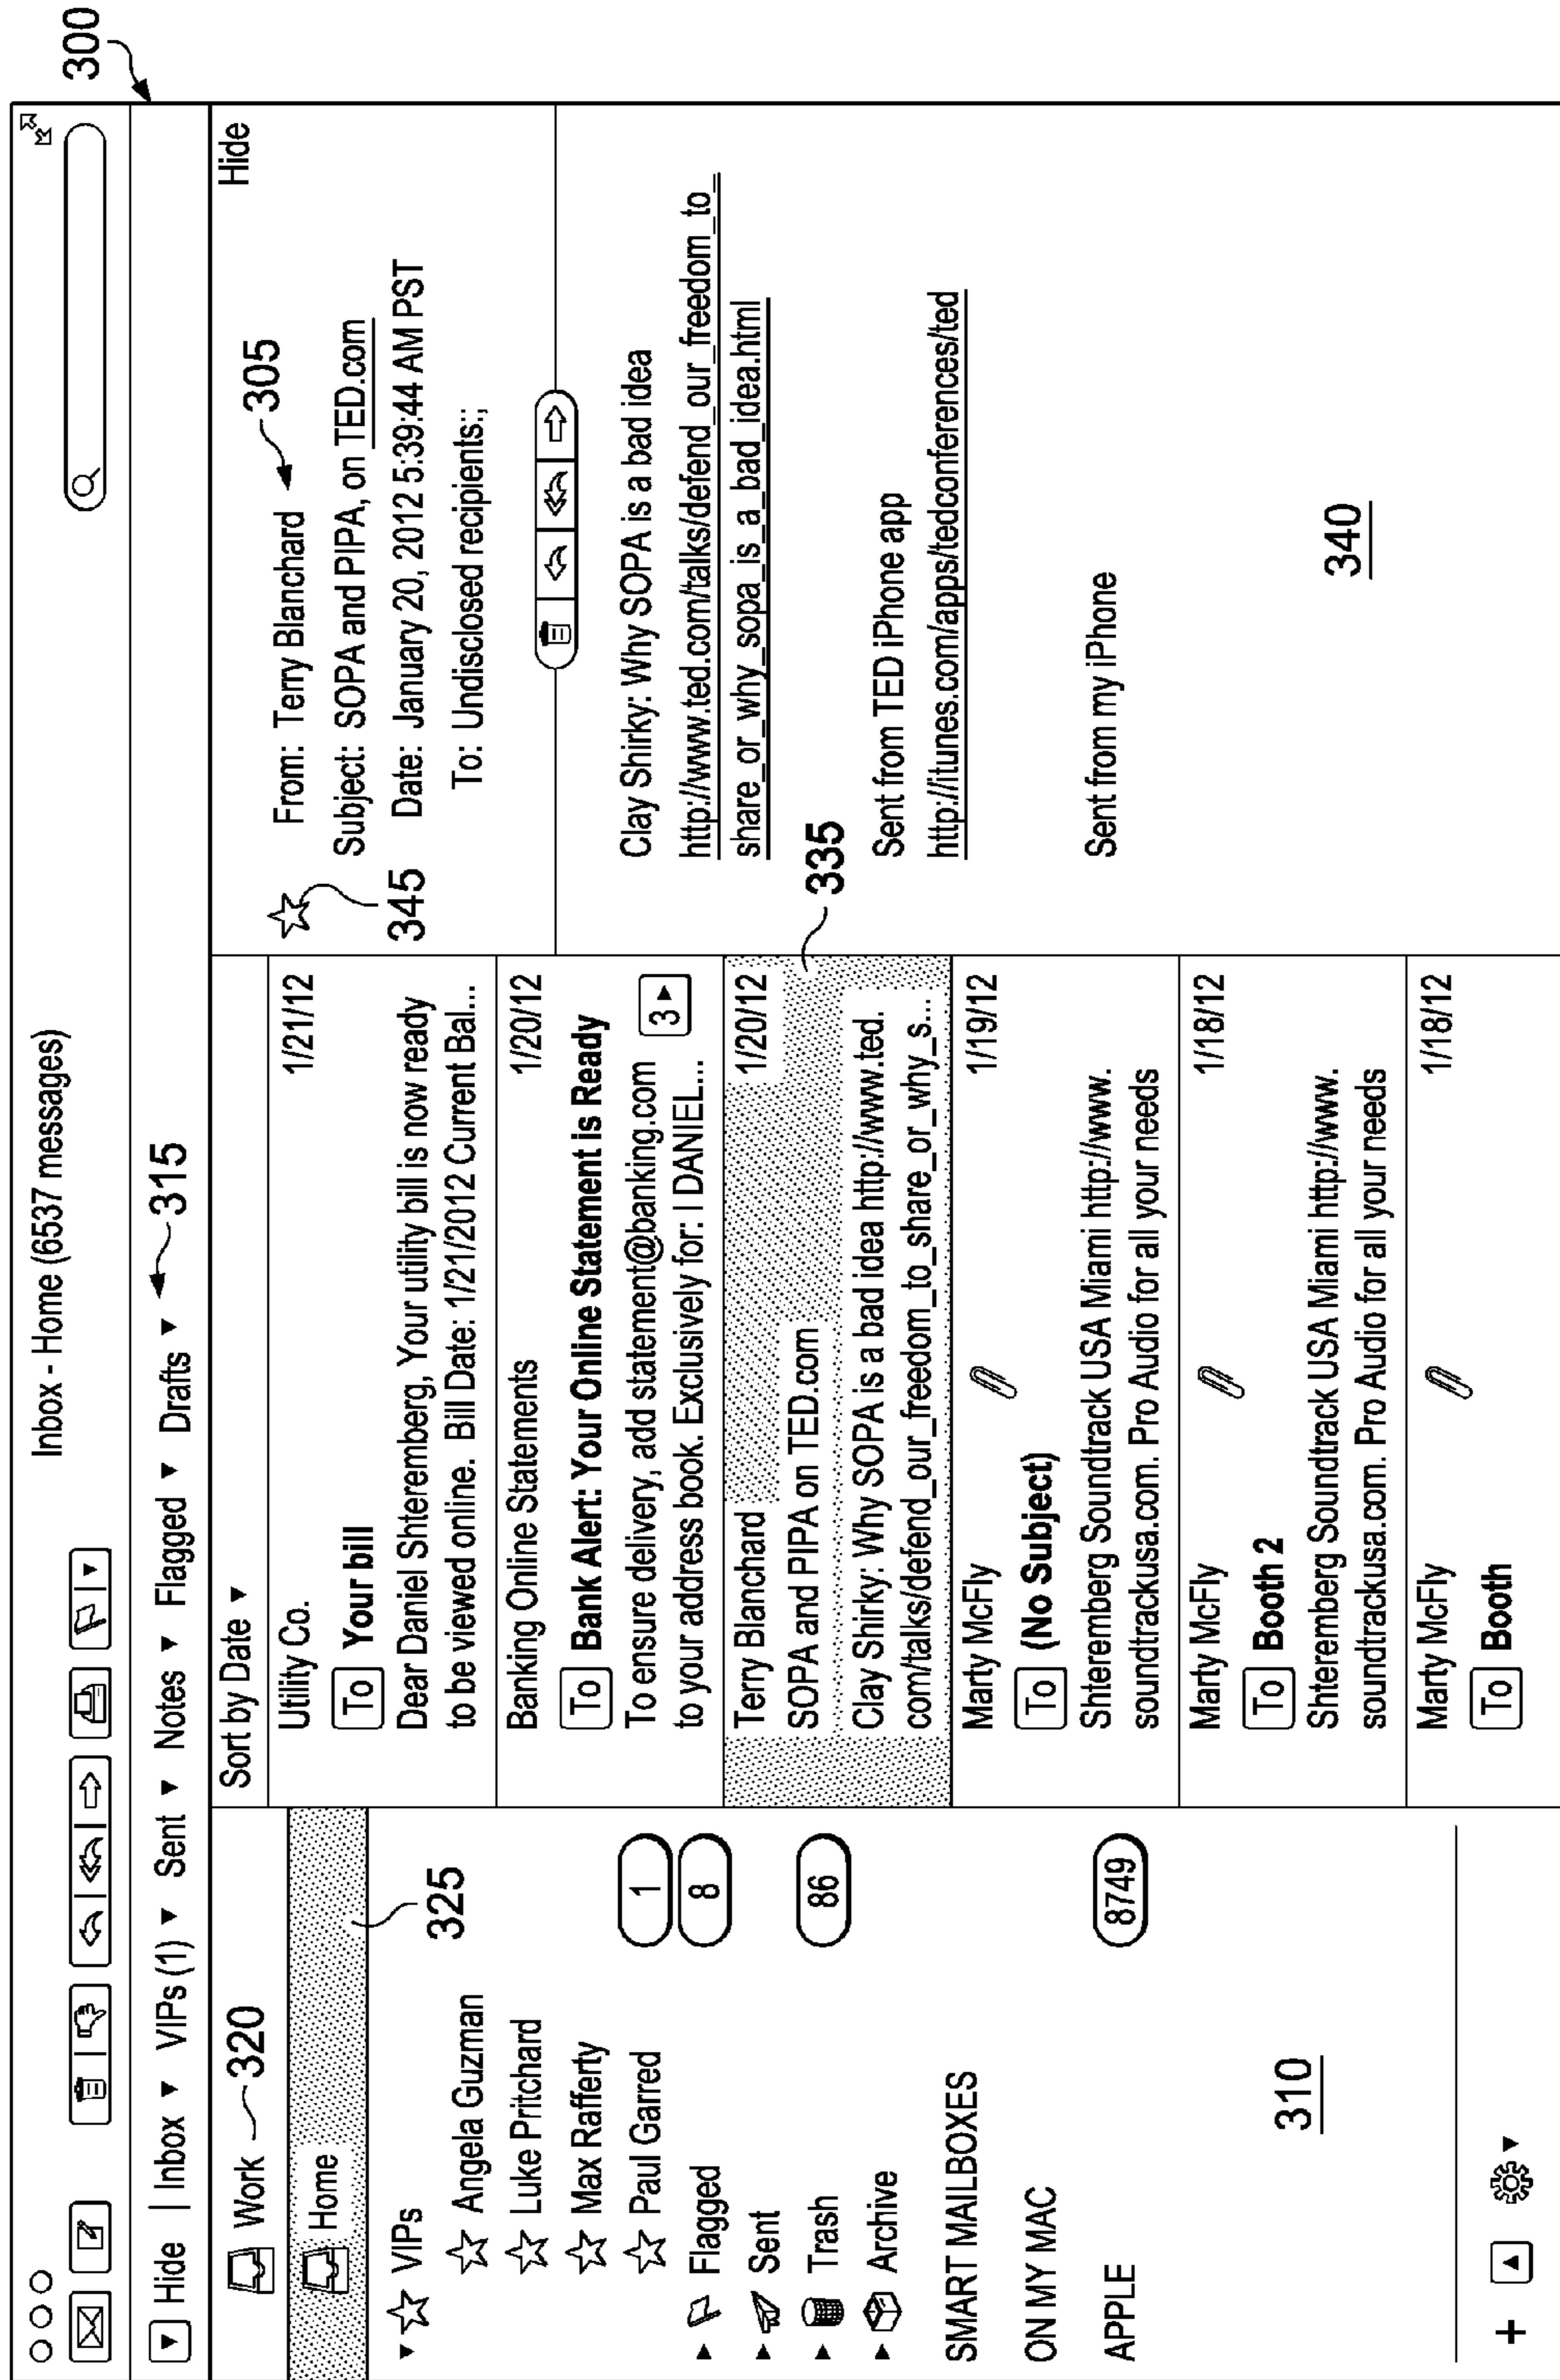 300
Inbox - Home (6537 messages)
Hide | Inbox ▾ VIPs (1) ▾ Sent ▾ Notes ▾ Flagged ▾ Drafts ▾
315
Work
320
Home
325
VIPs
Angela Guzman
Luke Pritchard
Max Rafferty
Paul Garred 1
Flagged 8
Sent
Trash 86
Archive
SMART MAILBOXES
ON MY MAC
APPLE 8749
310
+
Sort by Date ▾
Utility Co. 1/21/12
To Your bill
Dear Daniel Shteremberg, Your utility bill is now ready
to be viewed online. Bill Date: 1/21/2012 Current Bal...
Banking Online Statements 1/20/12
To Bank Alert: Your Online Statement is Ready
To ensure delivery, add statement@banking.com 3
to your address book. Exclusively for: I DANIEL...
Terry Blanchard 1/20/12
SOPA and PIPA on TED.com
Clay Shirky: Why SOPA is a bad idea http://www.ted.
com/talks/defend_our_freedom_to_share_or_why_s...
335
Marty McFly 1/19/12
To (No Subject)
Shteremberg Soundtrack USA Miami http://www.
soundtrackusa.com. Pro Audio for all your needs
Marty McFly 1/18/12
To Booth 2
Shteremberg Soundtrack USA Miami http://www.
soundtrackusa.com. Pro Audio for all your needs
Marty McFly 1/18/12
To Booth
Hide
From: Terry Blanchard
305
Subject: SOPA and PIPA, on TED.com
345
Date: January 20, 2012 5:39:44 AM PST
To: Undisclosed recipients:;
Clay Shirky: Why SOPA is a bad idea
http://www.ted.com/talks/defend_our_freedom_to_
share_or_why_sopa_is_a_bad_idea.html
Sent from TED iPhone app
http://itunes.com/apps/tedconferences/ted
Sent from my iPhone
340